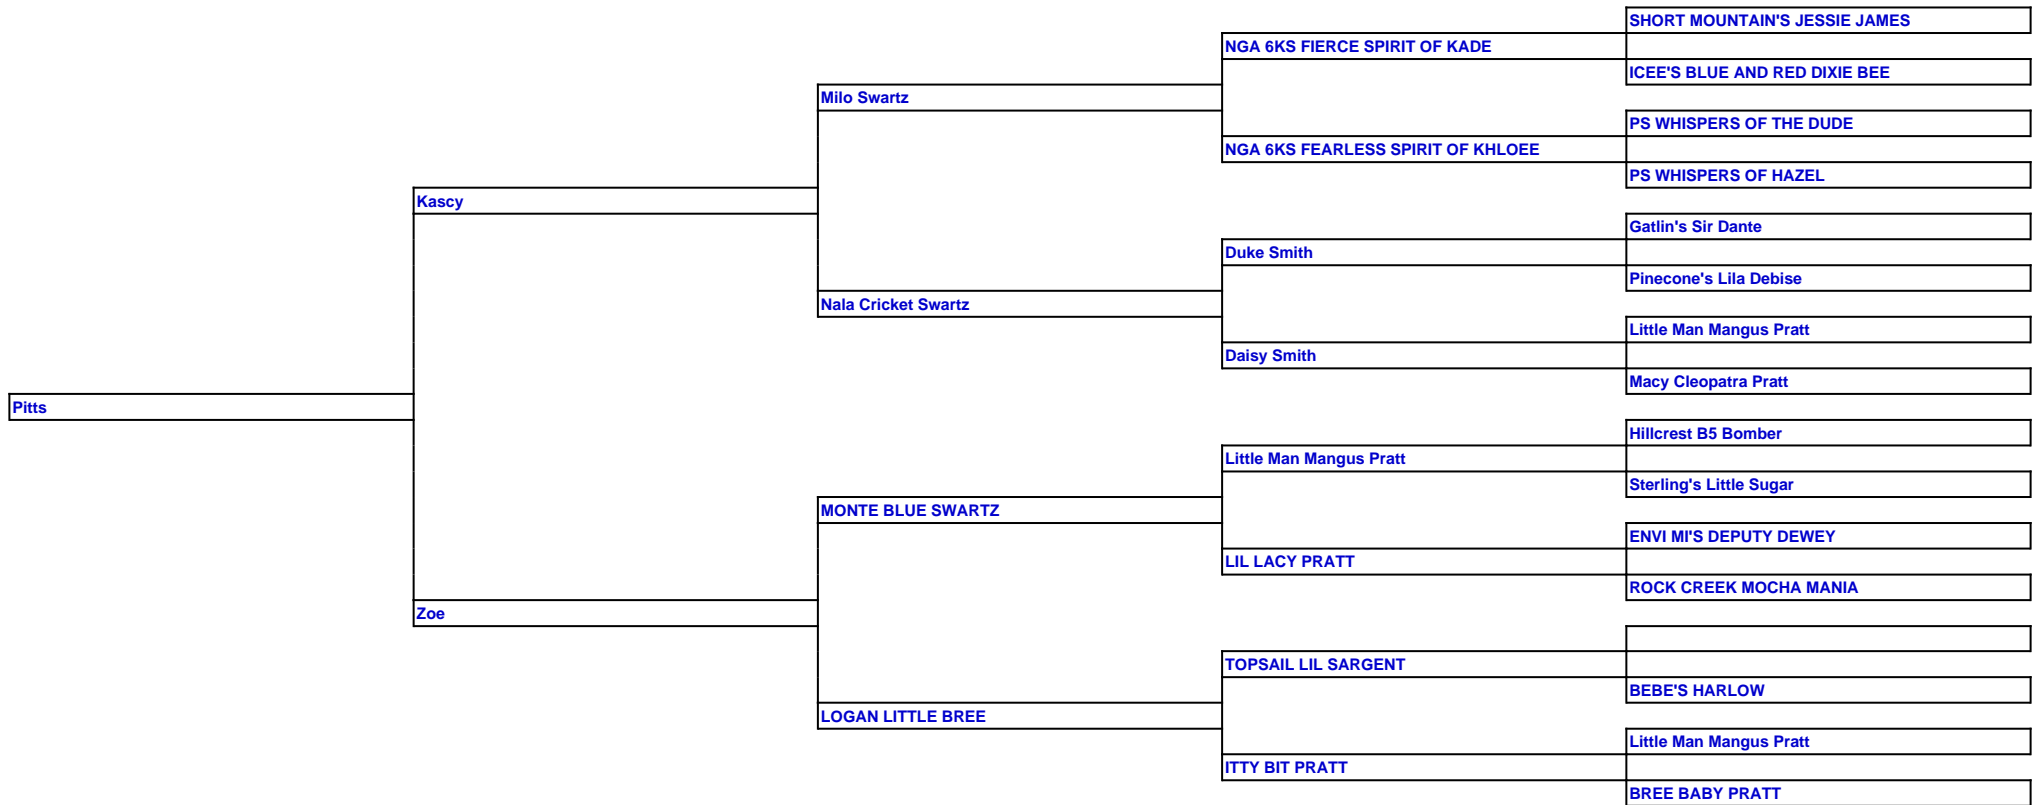 SHORT MOUNTAIN'S JESSIE JAMES
NGA 6KS FIERCE SPIRIT OF KADE
ICEE'S BLUE AND RED DIXIE BEE
Milo Swartz
PS WHISPERS OF THE DUDE
NGA 6KS FEARLESS SPIRIT OF KHLOEE
PS WHISPERS OF HAZEL
Kascy
Gatlin's Sir Dante
Duke Smith
Pinecone's Lila Debise
Nala Cricket Swartz
Little Man Mangus Pratt
Daisy Smith
Macy Cleopatra Pratt
Pitts
Hillcrest B5 Bomber
Little Man Mangus Pratt
Sterling's Little Sugar
MONTE BLUE SWARTZ
ENVI MI'S DEPUTY DEWEY
LIL LACY PRATT
ROCK CREEK MOCHA MANIA
Zoe
TOPSAIL LIL SARGENT
BEBE'S HARLOW
LOGAN LITTLE BREE
Little Man Mangus Pratt
ITTY BIT PRATT
BREE BABY PRATT